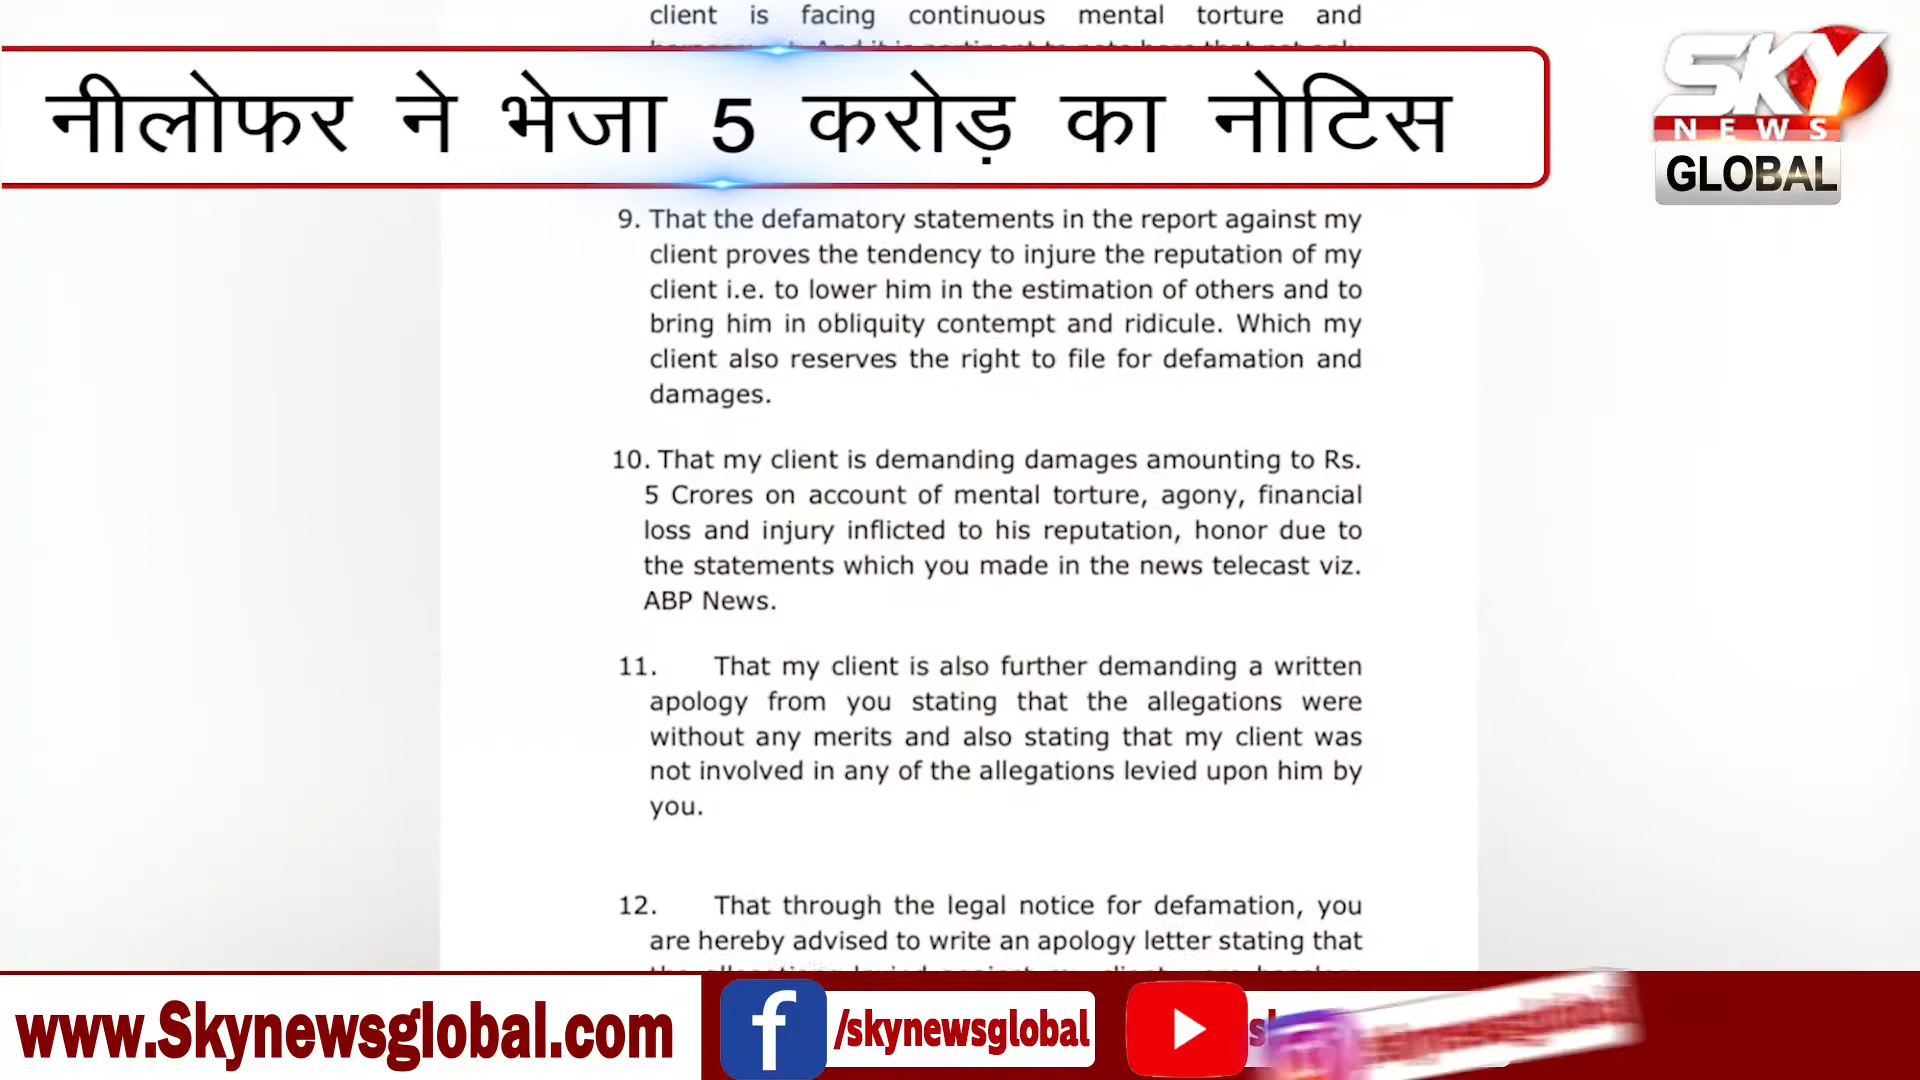 client is facing continuous mental torture and
नीलोफर ने भेजा 5 करोड़ का नोटिस
SKY
NEWS
GLOBAL
9. That the defamatory statements in the report against my
client proves the tendency to injure the reputation of my
client i.e. to lower him in the estimation of others and to
bring him in obliquity contempt and ridicule. Which my
client also reserves the right to file for defamation and
damages.
10. That my client is demanding damages amounting to Rs.
5 Crores on account of mental torture, agony, financial
loss and injury inflicted to his reputation, honor due to
the statements which you made in the news telecast viz.
ABP News.
11. That my client is also further demanding a written
apology from you stating that the allegations were
without any merits and also stating that my client was
not involved in any of the allegations levied upon him by
you.
12. That through the legal notice for defamation, you
are hereby advised to write an apology letter stating that
www.Skynewsglobal.com
/skynewsglobal